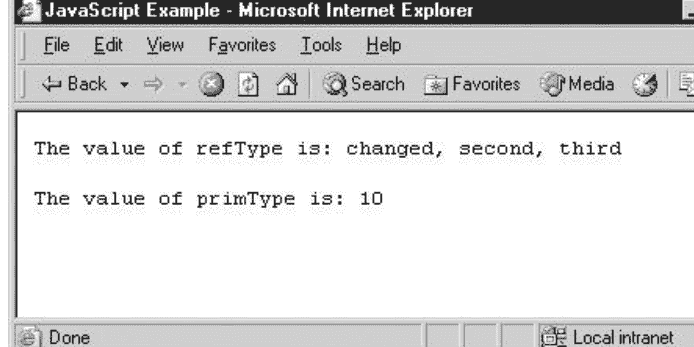 JavaScript Example - Microsoft Internet Explorer
File Edit View Favorites Tools Help
Back Search Favorites Media
The value of refType is: changed, second, third
The value of primType is: 10
Done Local intranet